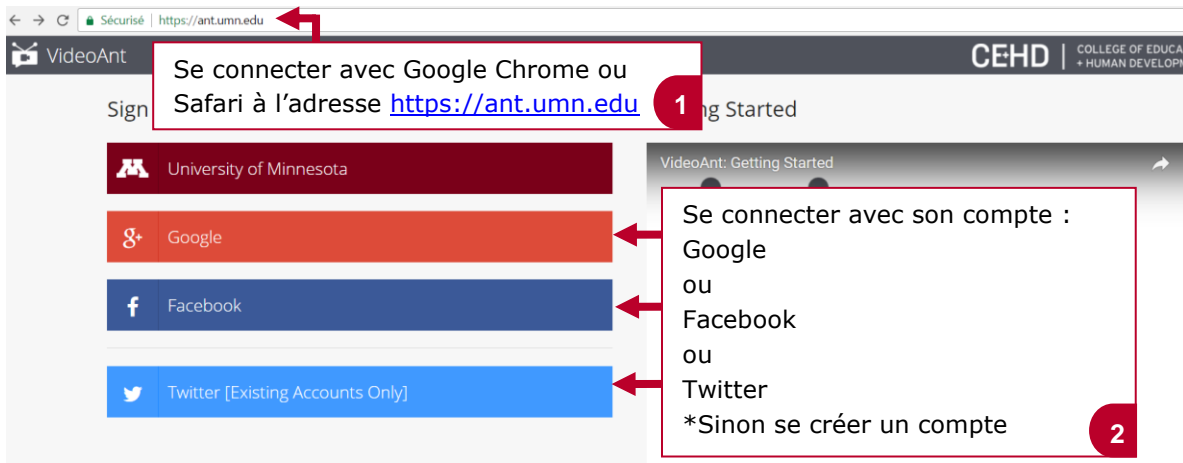 Sécurisé | https://ant.umn.edu
VideoAnt
CEHD | COLLEGE OF EDUCA
+ HUMAN DEVELOPM
Se connecter avec Google Chrome ou
Safari à l'adresse https://ant.umn.edu
1
Sign
ng Started
University of Minnesota
Google
Facebook
Twitter [Existing Accounts Only]
VideoAnt: Getting Started
Se connecter avec son compte :
Google
ou
Facebook
ou
Twitter
*Sinon se créer un compte
2